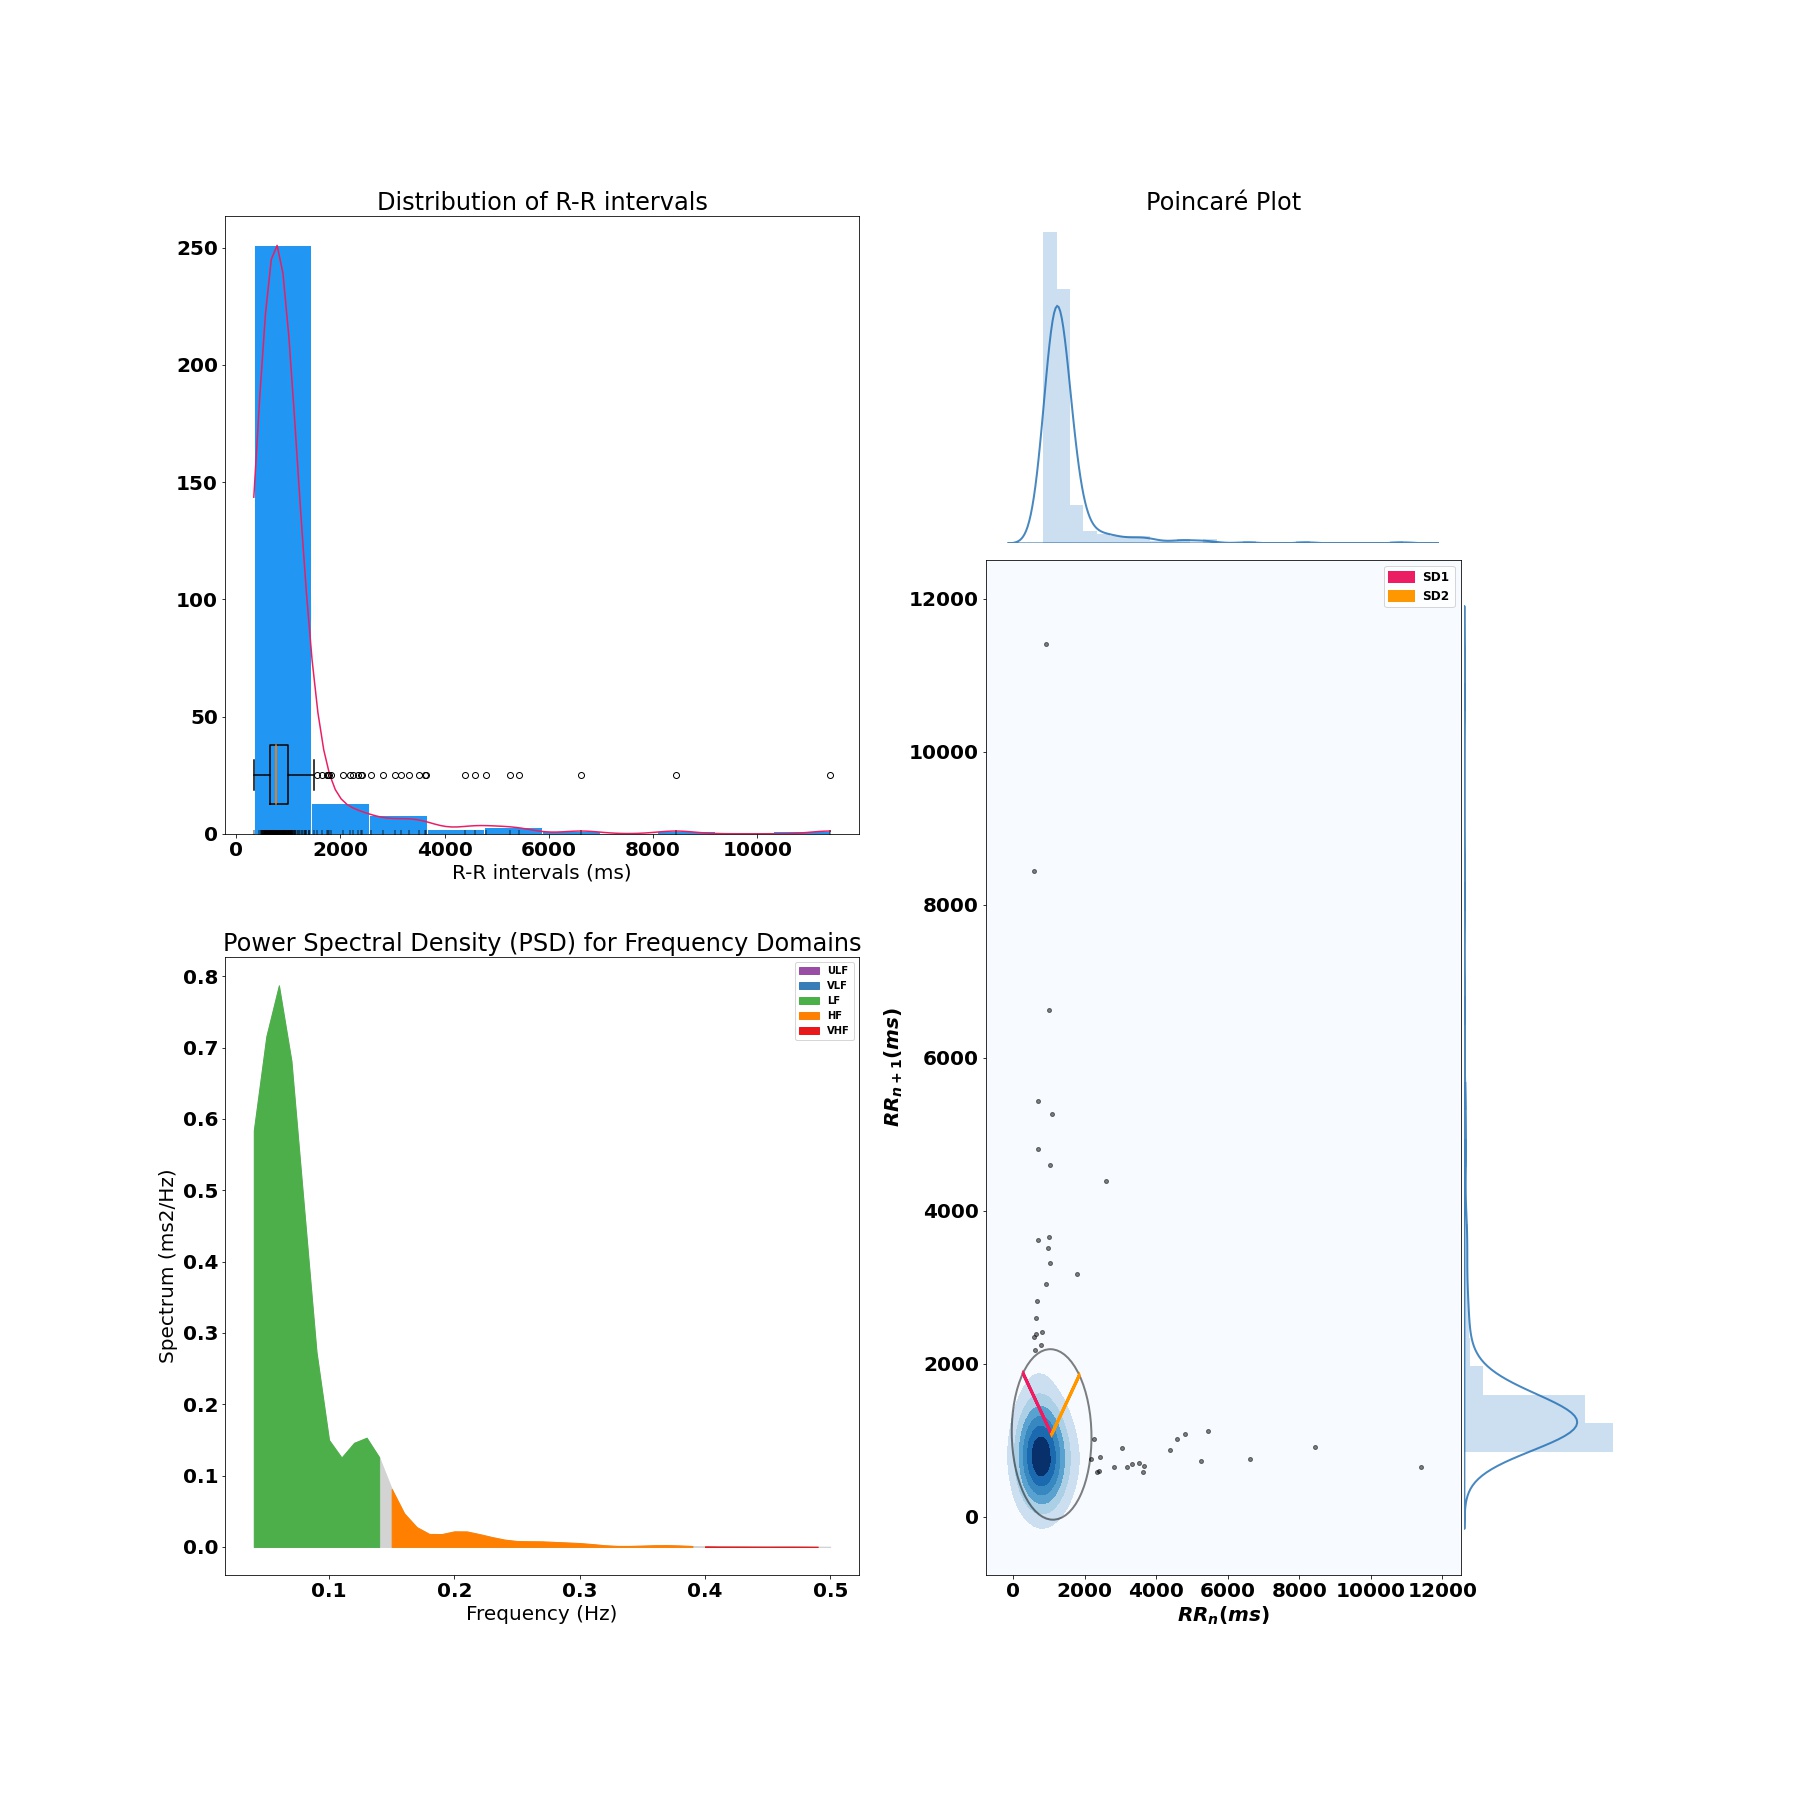 Distribution of R-R intervals
250
200
150
100
50
0
0 2000 4000 6000 8000 10000
R-R intervals (ms)
Power Spectral Density (PSD) for Frequency Domains
ULF
VLF
LF
HF
VHF
0.8
0.7
0.6
0.5
0.4
0.3
0.2
0.1
0.0
Spectrum (ms2/Hz)
0.1 0.2 0.3 0.4 0.5
Frequency (Hz)
Poincaré Plot
SD1
SD2
12000
10000
8000
6000
4000
2000
0
RRn+1(ms)
0 2000 4000 6000 8000 10000 12000
RRn(ms)